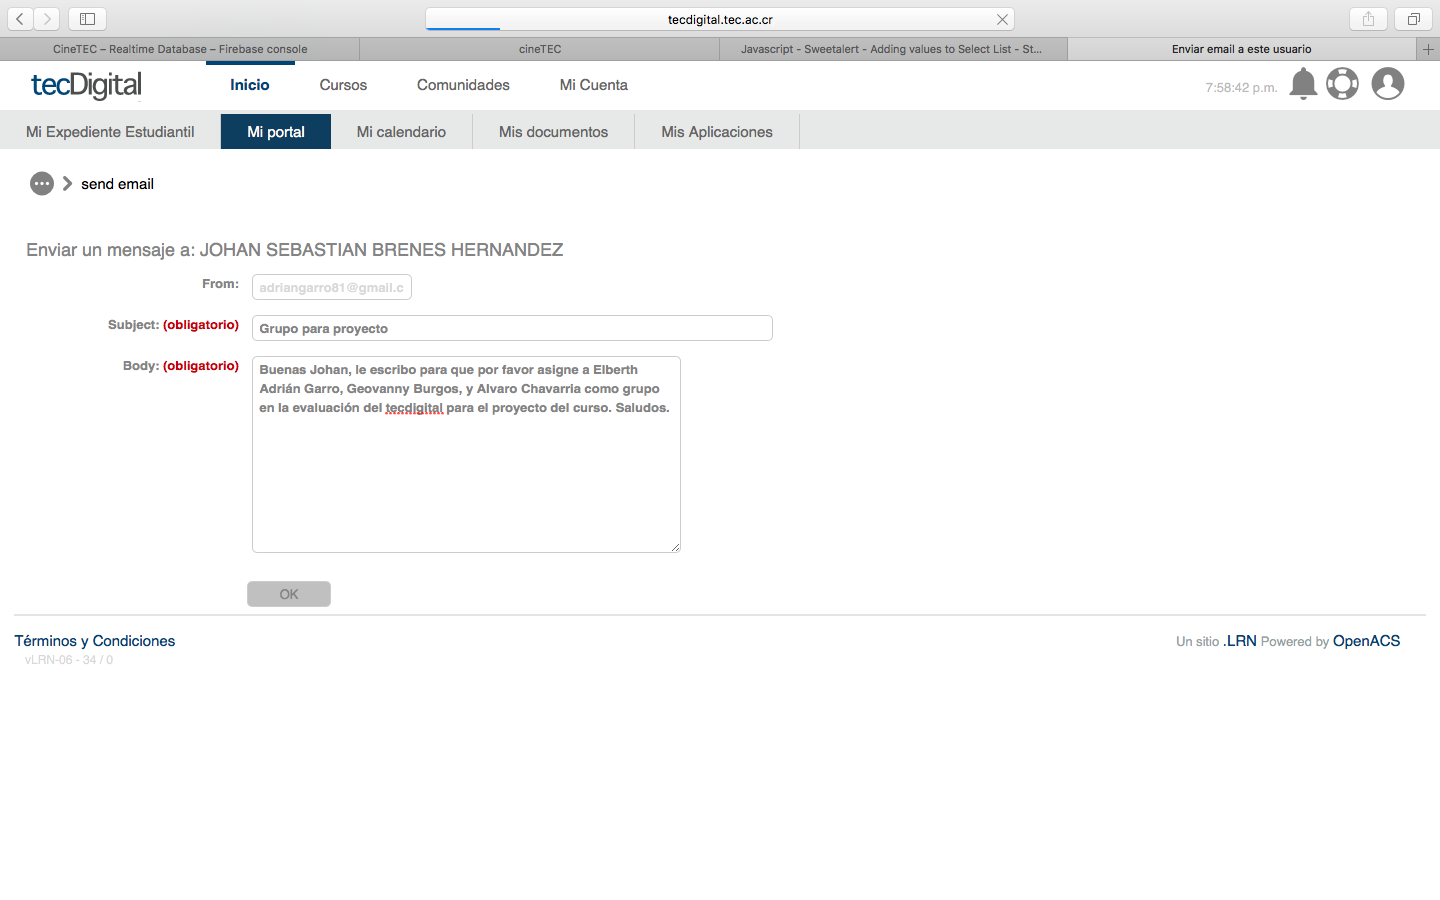 tecdigital.tec.ac.cr
CineTEC – Realtime Database – Firebase console
cineTEC
Javascript - Sweetalert - Adding values to Select List - St...
Enviar email a este usuario
tecDigital
Inicio
Cursos
Comunidades
Mi Cuenta
7:58:42 p.m.
Mi Expediente Estudiantil
Mi portal
Mi calendario
Mis documentos
Mis Aplicaciones
send email
Enviar un mensaje a: JOHAN SEBASTIAN BRENES HERNANDEZ
From:
adriangarro81@gmail.c
Subject: (obligatorio)
Grupo para proyecto
Body: (obligatorio)
Buenas Johan, le escribo para que por favor asigne a Elberth
Adrián Garro, Geovanny Burgos, y Alvaro Chavarria como grupo
en la evaluación del tecdigital para el proyecto del curso. Saludos.
OK
Términos y Condiciones
vLRN-06 - 34 / 0
Un sitio .LRN Powered by OpenACS